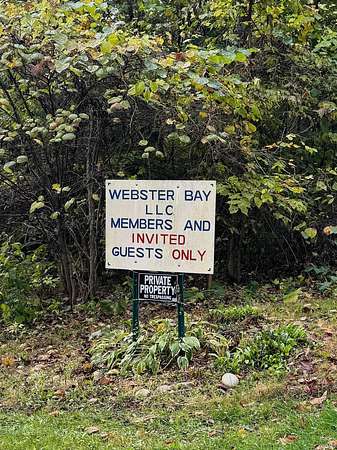 WEBSTER BAY
LLC
MEMBERS AND
INVITED
GUESTS ONLY
PRIVATE
PROPERTY
NO TRESPASSING